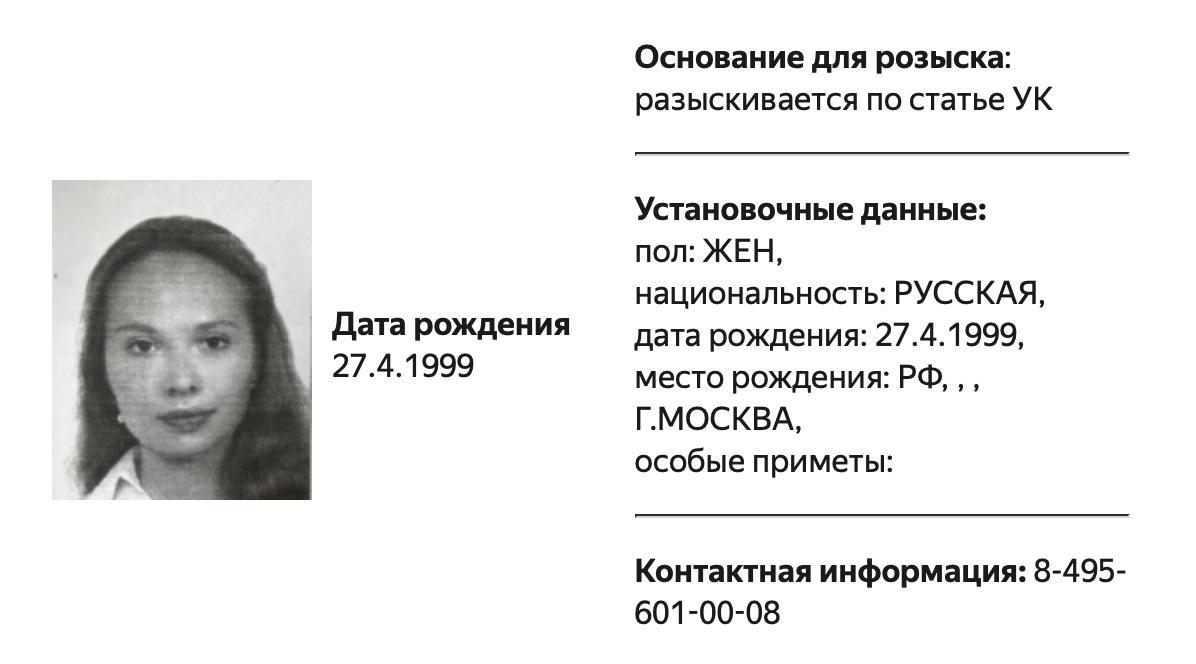 Дата рождения
27.4.1999
Основание для розыска:
разыскивается по статье УК
Установочные данные:
пол: ЖЕН,
национальность: РУССКАЯ,
дата рождения: 27.4.1999,
место рождения: РФ, , ,
Г.МОСКВА,
особые приметы:
Контактная информация: 8-495-
601-00-08